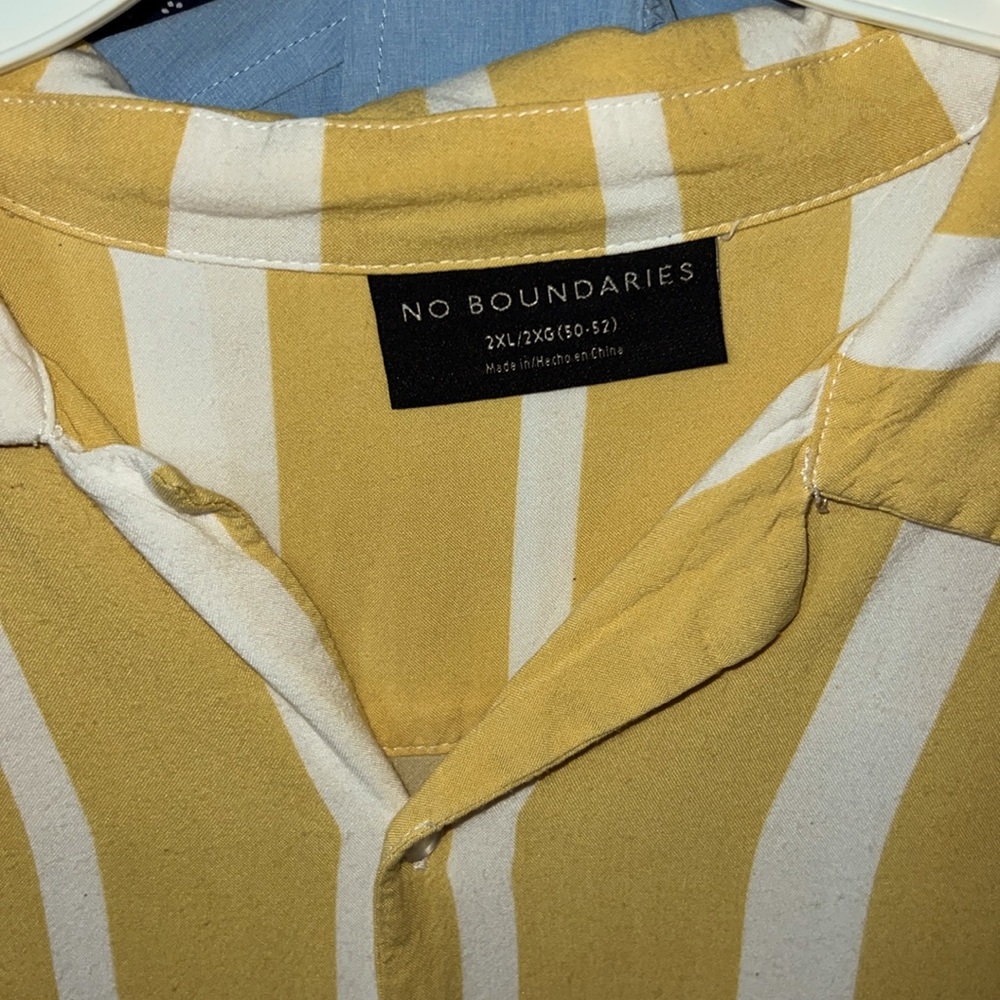 NO BOUNDARIES
2XL/2XG(50-52)
Made in/Hecho en China